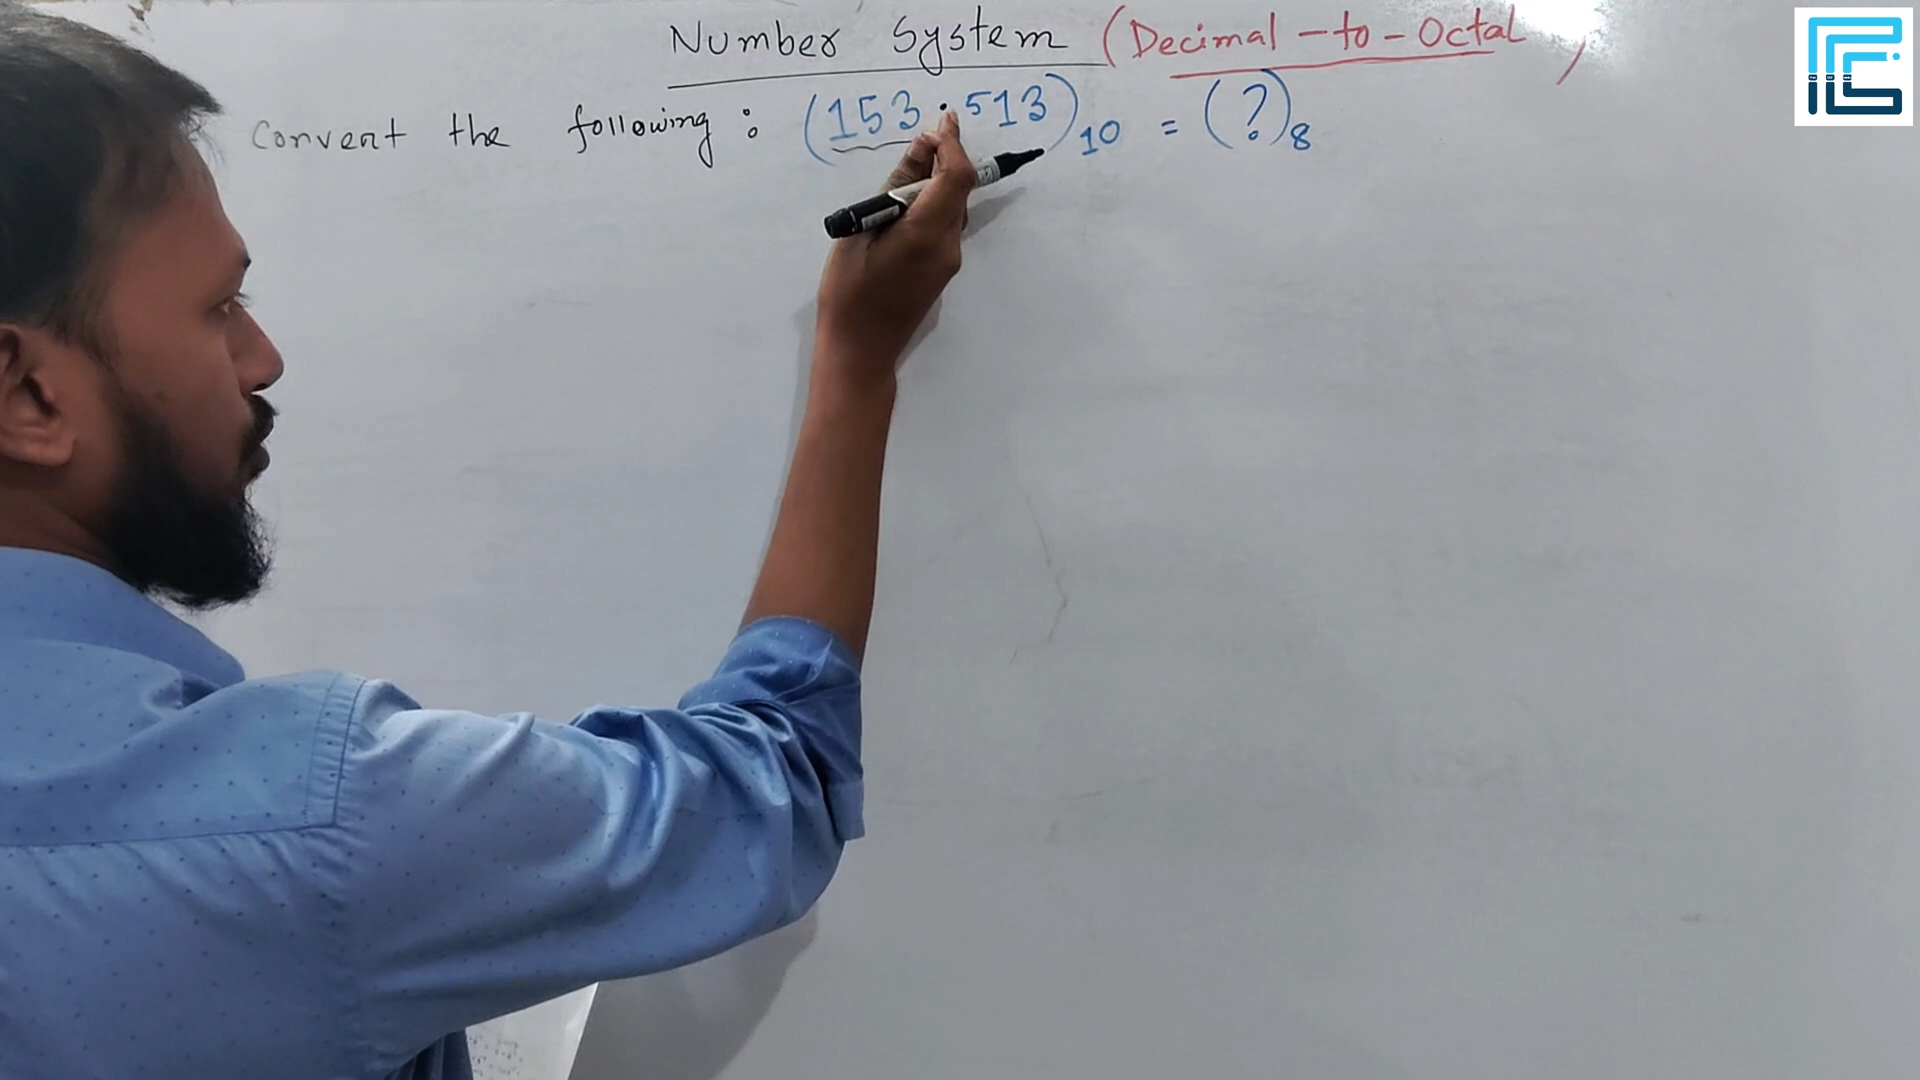 Number System (Decimal-to-Octal)
Convert the following : (153.513)10 = (?)8